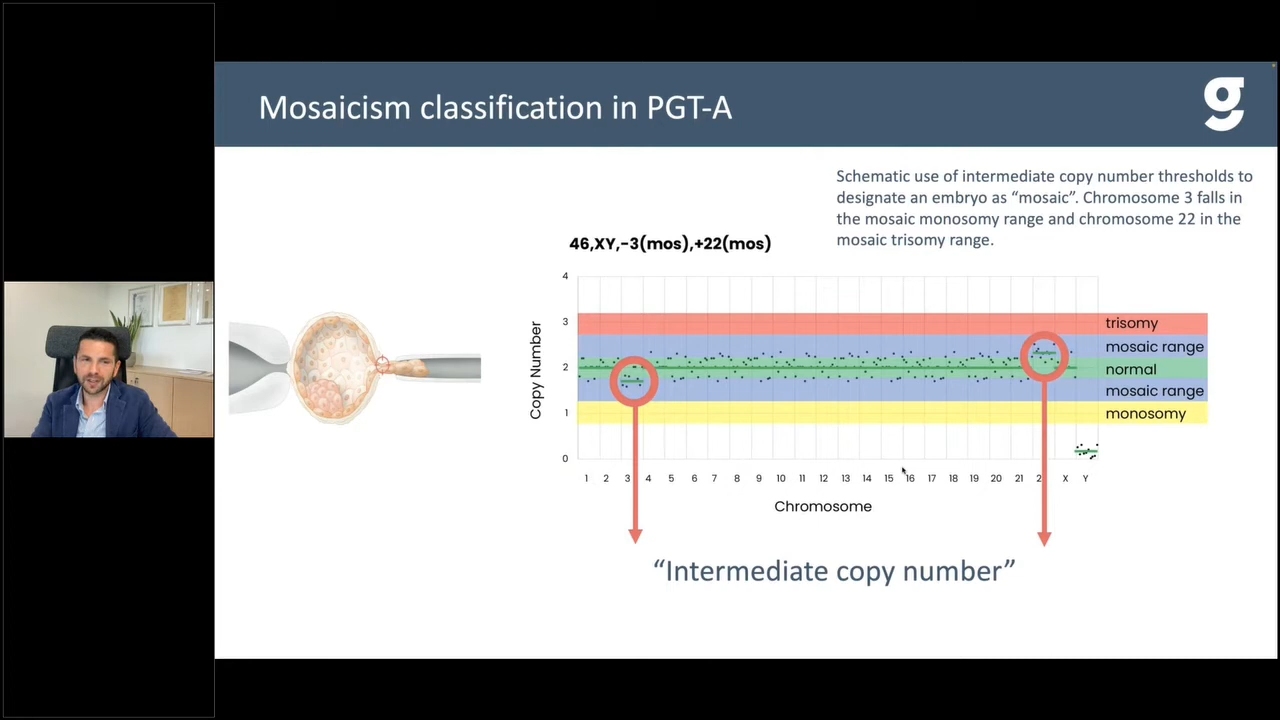 Mosaicism classification in PGT-A
g
Schematic use of intermediate copy number thresholds to
designate an embryo as “mosaic”. Chromosome 3 falls in
the mosaic monosomy range and chromosome 22 in the
mosaic trisomy range.
46,XY,-3(mos),+22(mos)
4
3
2
1
0
Copy Number
trisomy
mosaic range
normal
mosaic range
monosomy
1 2 3 4 5 6 7 8 9 10 11 12 13 14 15 16 17 18 19 20 21 2 X Y
Chromosome
“Intermediate copy number”